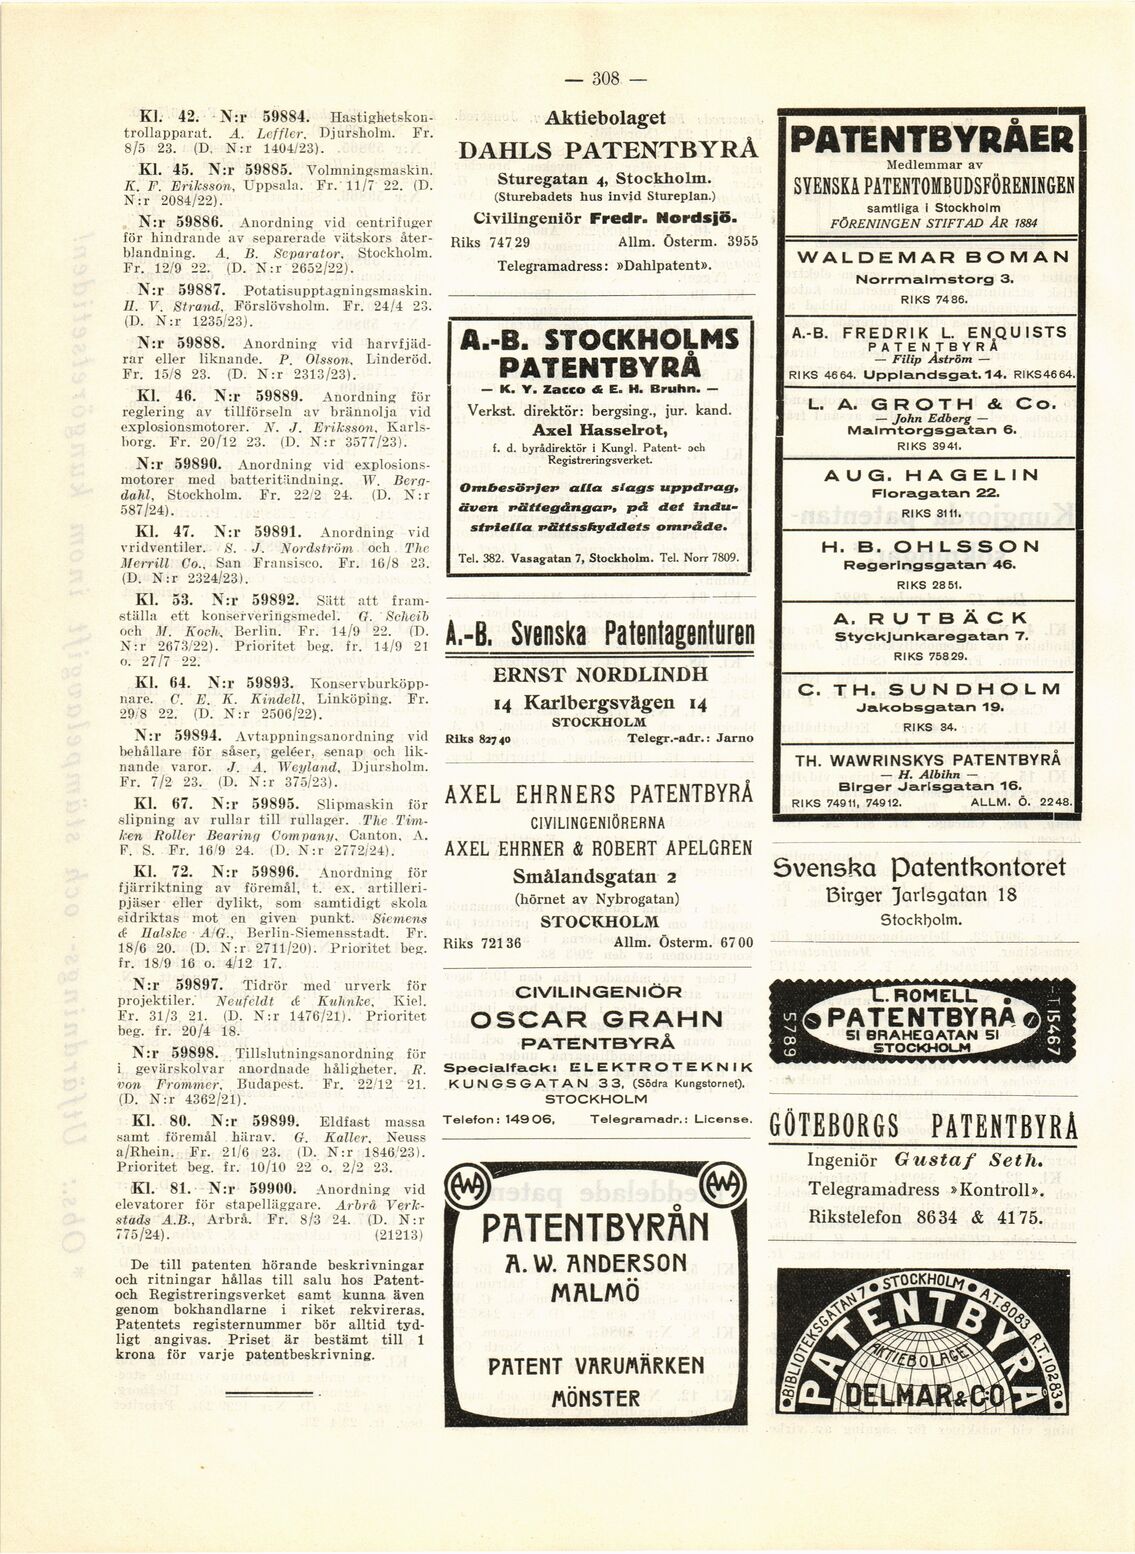 — 308 —
Kl. 42. N:r 59884. Hastighetskon-
trollapparat. A. Leffler, Djursholm. Fr.
8/5 23. (D. N:r 1404/23).
Kl. 45. N:r 59885. Volmningsmaskin.
K. F. Eriksson, Uppsala. Fr. 11/7 22. (D.
N:r 2084/22).
N:r 59886. Anordning vid centrifuger
för hindrande av separerade vätskors åter-
blandning. A. B. Separator, Stockholm.
Fr. 12/9 22. (D. N:r 2652/22).
N:r 59887. Potatisupptagningsmaskin.
H. V. Strand, Förslövsholm. Fr. 24/4 23.
(D. N:r 1235/23).
N:r 59888. Anordning vid harvfjäd-
rar eller liknande. P. Olsson, Linderöd.
Fr. 15/8 23. (D. N:r 2313/23).
Kl. 46. N:r 59889. Anordning för
reglering av tillförseln av brännolja vid
explosionsmotorer. N. J. Eriksson, Karls-
borg. Fr. 20/12 23. (D. N:r 3577/23).
N:r 59890. Anordning vid explosions-
motorer med batteritändning. W. Berg-
dahl, Stockholm. Fr. 22/2 24. (D. N:r
587/24).
Kl. 47. N:r 59891. Anordning vid
vridventiler. S. J. Nordström och The
Merrill Co., San Fransisco. Fr. 16/8 23.
(D. N:r 2324/23).
Kl. 53. N:r 59892. Sätt att fram-
ställa ett konserveringsmedel. G. Scheib
och M. Koch, Berlin. Fr. 14/9 22. (D.
N:r 2673/22). Prioritet beg. fr. 14/9 21
o. 27/7 22.
Kl. 64. N:r 59893. Konservburköpp-
nare. C. E. K. Kindell, Linköping. Fr.
29/8 22. (D. N:r 2506/22).
N:r 59894. Avtappningsanordning vid
behållare för såser, geléer, senap och lik-
nande varor. J. A. Weyland, Djursholm.
Fr. 7/2 23. (D. N:r 375/23).
Kl. 67. N:r 59895. Slipmaskin för
slipning av rullar till rullager. The Tim-
ken Roller Bearing Company, Canton, A.
F. S. Fr. 16/9 24. (D. N:r 2772/24).
Kl. 72. N:r 59896. Anordning för
fjärriktning av föremål, t. ex. artilleri-
pjäser eller dylikt, som samtidigt skola
sidriktas mot en given punkt. Siemens
& Halske A/G., Berlin-Siemensstadt. Fr.
18/6 20. (D. N:r 2711/20). Prioritet beg.
fr. 18/9 16 o. 4/12 17.
N:r 59897. Tidrör med urverk för
projektiler. Neufeldt & Kuhnke, Kiel.
Fr. 31/3 21. (D. N:r 1476/21). Prioritet
beg. fr. 20/4 18.
N:r 59898. Tillslutningsanordning för
i gevärskolvar anordnade håligheter. R.
von Frommer, Budapest. Fr. 22/12 21.
(D. N:r 4362/21).
Kl. 80. N:r 59899. Eldfast massa
samt föremål härav. G. Kaller, Neuss
a/Rhein. Fr. 21/6 23. (D. N:r 1846/23).
Prioritet beg. fr. 10/10 22 o. 2/2 23.
Kl. 81. N:r 59900. Anordning vid
elevatorer för stapelläggare. Arbrå Verk-
stads A.B., Arbrå. Fr. 8/3 24. (D. N:r
775/24). (21213)
De till patenten hörande beskrivningar
och ritningar hållas till salu hos Patent-
och Registreringsverket samt kunna även
genom bokhandlarne i riket rekvireras.
Patentets registernummer bör alltid tyd-
ligt angivas. Priset är bestämt till 1
krona för varje patentbeskrivning.
Aktiebolaget
DAHLS PATENTBYRÅ
Sturegatan 4, Stockholm.
(Sturebadets hus invid Stureplan.)
Civilingeniör Fredr. Nordsjö.
Riks 747 29 Allm. Österm. 3955
Telegramadress: »Dahlpatent».
A.-B. STOCKHOLMS
PATENTBYRÅ
— K. Y. Zacco & E. H. Bruhn. —
Verkst. direktör: bergsing., jur. kand.
Axel Hasselrot,
f. d. byrådirektör i Kungl. Patent- och
Registreringsverket.
Ombesörjer alla slags uppdrag,
även rättegångar, på det indu-
striella rättsskyddets område.
Tel. 382. Vasagatan 7, Stockholm. Tel. Norr 7809.
A.-B. Svenska Patentagenturen
ERNST NORDLINDH
14 Karlbergsvägen 14
STOCKHOLM
Riks 827 40 Telegr.-adr.: Jarno
AXEL EHRNERS PATENTBYRÅ
CIVILINGENIÖRERNA
AXEL EHRNER & ROBERT APELGREN
Smålandsgatan 2
(hörnet av Nybrogatan)
STOCKHOLM
Riks 721 36 Allm. Österm. 67 00
CIVILINGENIÖR
OSCAR GRAHN
PATENTBYRÅ
Specialfack: ELEKTROTEKNIK
KUNGSGATAN 33, (Södra Kungstornet).
STOCKHOLM
Telefon: 149 06, Telegramadr.: License.
AWA AWA
PATENTBYRÅN
A. W. ANDERSON
MALMÖ
PATENT VARUMÄRKEN
MÖNSTER
PATENTBYRÅER
Medlemmar av
SVENSKA PATENTOMBUDSFÖRENINGEN
samtliga i Stockholm
FÖRENINGEN STIFTAD ÅR 1884
WALDEMAR BOMAN
Norrmalmstorg 3.
RIKS 74 86.
A.-B. FREDRIK L. ENQUISTS
PATENTBYRÅ
— Filip Åström —
RIKS 46 64. Upplandsgat. 14. RIKS 46 64.
L. A. GROTH & Co.
— John Edberg —
Malmtorgsgatan 6.
RIKS 39 41.
AUG. HAGELIN
Floragatan 22.
RIKS 31 11.
H. B. OHLSSON
Regeringsgatan 46.
RIKS 28 51.
A. RUTBÄCK
Styckjunkaregatan 7.
RIKS 758 29.
C. TH. SUNDHOLM
Jakobsgatan 19.
RIKS 34.
TH. WAWRINSKYS PATENTBYRÅ
— H. Albihn —
Birger Jarlsgatan 16.
RIKS 749 11, 749 12. ALLM. Ö. 22 48.
Svenska Patentkontoret
Birger Jarlsgatan 18
Stockholm.
L. ROMELL
PATENTBYRÅ
51 BRAHEGATAN 51
STOCKHOLM
5789
T 15467
GÖTEBORGS PATENTBYRÅ
Ingeniör Gustaf Seth.
Telegramadress »Kontroll».
Rikstelefon 86 34 & 41 75.
BIBLIOTEKSGATAN 7 • STOCKHOLM • A.T. 8083 R.T. 10283
PATENTBYRÅ
AKTIEBOLAGET
DELMAR & C:O